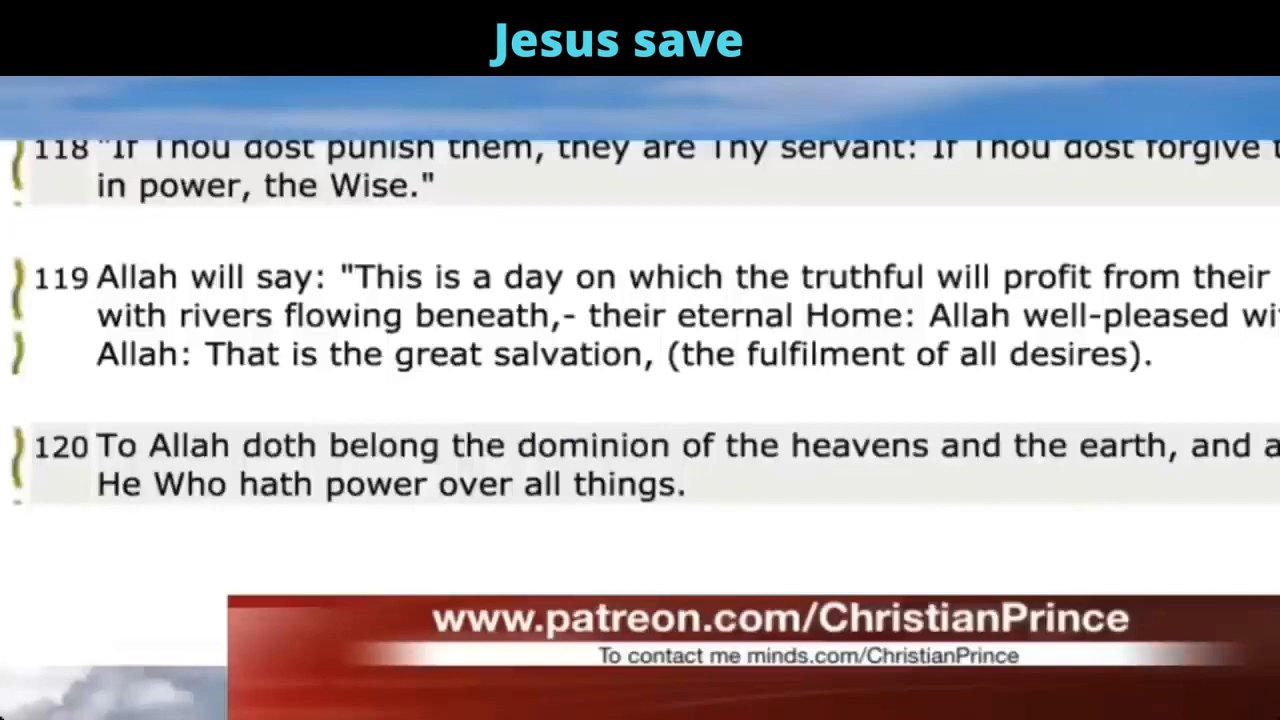 Jesus save
118 "If Thou dost punish them, they are Thy servant: If Thou dost forgive
in power, the Wise."
119 Allah will say: "This is a day on which the truthful will profit from their
with rivers flowing beneath,- their eternal Home: Allah well-pleased
Allah: That is the great salvation, (the fulfilment of all desires).
120 To Allah doth belong the dominion of the heavens and the earth, and
He Who hath power over all things.
www.patreon.com/ChristianPrince
To contact me minds.com/ChristianPrince